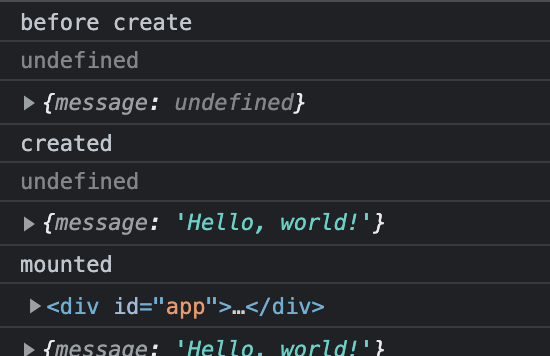 before create
undefined
{message: undefined}
created
undefined
{message: 'Hello, world!'}
mounted
<div id="app">…</div>
{message: 'Hello, world!'}